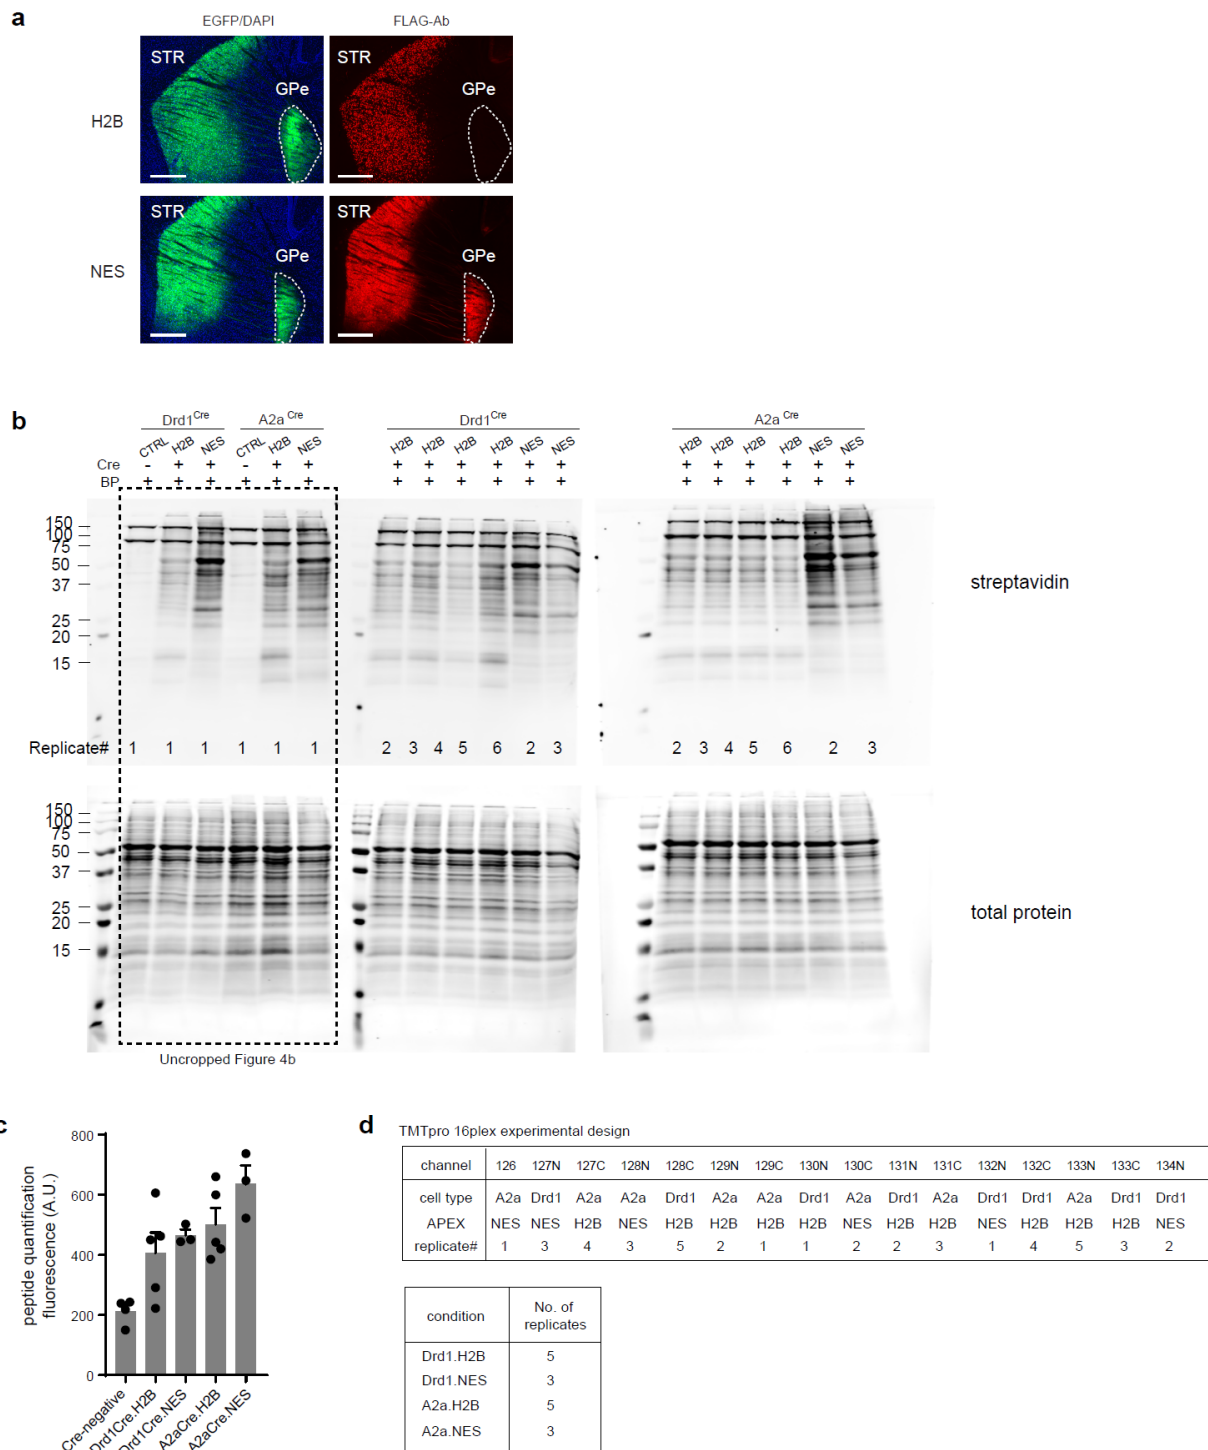 a
EGFP/DAPI FLAG-Ab
STR STR
GPe GPe
H2B
STR STR
GPe GPe
NES
b
Drd1Cre A2a Cre Drd1Cre A2a Cre
CTRL H2B NES CTRL H2B NES H2B H2B H2B H2B NES NES H2B H2B H2B H2B NES NES
Cre - + + - + + + + + + + + + + + + + +
BP + + + + + + + + + + + + + + + + + +
150
100
75
50
37
25
20
15
streptavidin
Replicate# 1 1 1 1 1 1 2 3 4 5 6 2 3 2 3 4 5 6 2 3
150
100
75
50
37
25
20
15
total protein
Uncropped Figure 4b
c
peptide quantification
fluorescence (A.U.)
800
600
400
200
0
Cre-negative
Drd1Cre.H2B
Drd1Cre.NES
A2aCre.H2B
A2aCre.NES
d
TMTpro 16plex experimental design
channel 126 127N 127C 128N 128C 129N 129C 130N 130C 131N 131C 132N 132C 133N 133C 134N
cell type A2a Drd1 A2a A2a Drd1 A2a A2a Drd1 A2a Drd1 A2a Drd1 Drd1 A2a Drd1 Drd1
APEX NES NES H2B NES H2B H2B H2B H2B NES H2B H2B NES H2B H2B H2B NES
replicate# 1 3 4 3 5 2 1 1 2 2 3 1 4 5 3 2
condition No. of replicates
Drd1.H2B 5
Drd1.NES 3
A2a.H2B 5
A2a.NES 3